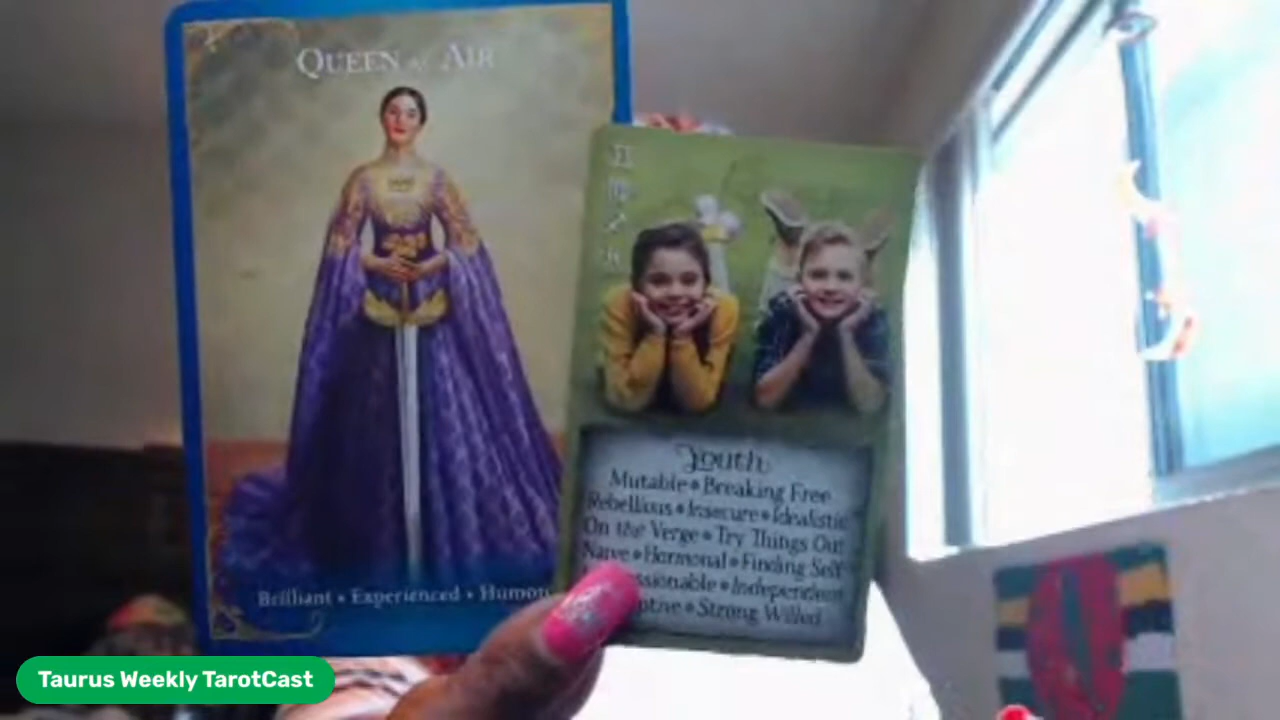 QUEEN of AIR
Brilliant • Experienced • Humor
Youth
Mutable • Breaking Free
Rebellious • Insecure • Idealistic
On the Verge • Try Things Out
Naive • Hormonal • Finding Self
Independent
Strong Willed
Taurus Weekly TarotCast